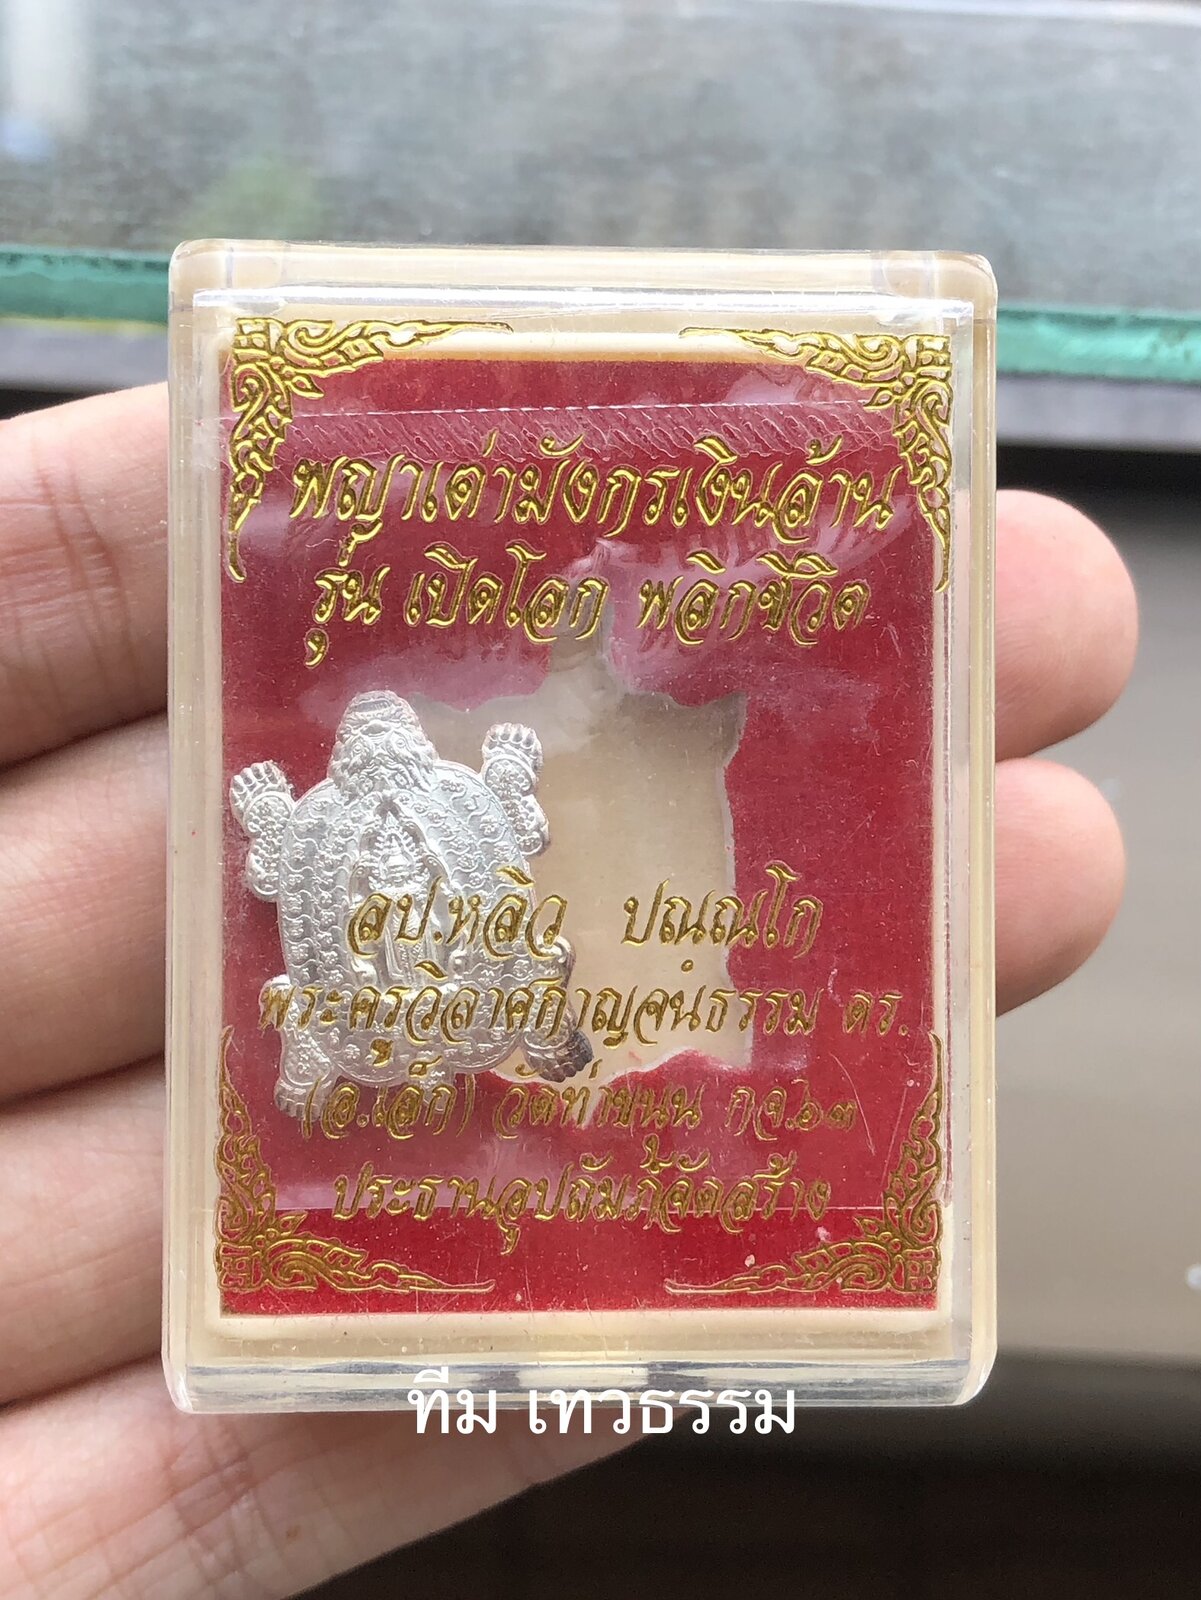 พญาเต่ามังกรเงินล้าน
รุ่น เปิดโลก พลิกชีวิต
ลป.หลิว ปณฺณโก
พระครูวิลาศกาญจนธรรม ดร.
(อ.เล็ก) วัดท่าขนุน กจ.๖๓
ประธานอุปถัมภ์จัดสร้าง
ทีม เทวธรรม